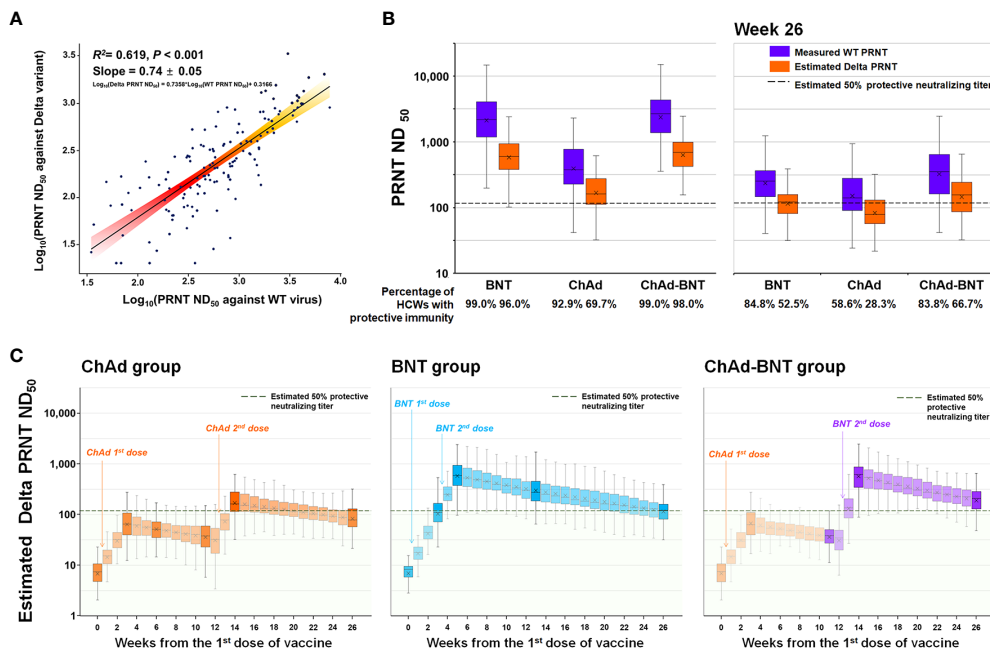 A
R²= 0.619, P < 0.001
Slope = 0.74 ± 0.05
Log₁₀(Delta PRNT ND₅₀) = 0.7358*Log₁₀(WT PRNT ND₅₀)+ 0.3166
Log₁₀(PRNT ND₅₀ against Delta variant)
3.5
3.0
2.5
2.0
1.5
1.5 2.0 2.5 3.0 3.5 4.0
Log₁₀(PRNT ND₅₀ against WT virus)
B
Week 26
Measured WT PRNT
Estimated Delta PRNT
Estimated 50% protective neutralizing titer
PRNT ND 50
10,000
1,000
100
10
BNT ChAd ChAd-BNT BNT ChAd ChAd-BNT
Percentage of
HCWs with
protective immunity
99.0% 96.0% 92.9% 69.7% 99.0% 98.0% 84.8% 52.5% 58.6% 28.3% 83.8% 66.7%
C
Estimated Delta PRNT ND₅₀
10,000
1,000
100
10
1
ChAd group
Estimated 50% protective
neutralizing titer
ChAd 1st dose
ChAd 2nd dose
0 2 4 6 8 10 12 14 16 18 20 22 24 26
Weeks from the 1st dose of vaccine
BNT group
Estimated 50% protective
neutralizing titer
BNT 1st dose
BNT 2nd dose
0 2 4 6 8 10 12 14 16 18 20 22 24 26
Weeks from the 1st dose of vaccine
ChAd-BNT group
Estimated 50%
protective
neutralizing titer
ChAd 1st dose
BNT 2nd dose
0 2 4 6 8 10 12 14 16 18 20 22 24 26
Weeks from the 1st dose of vaccine